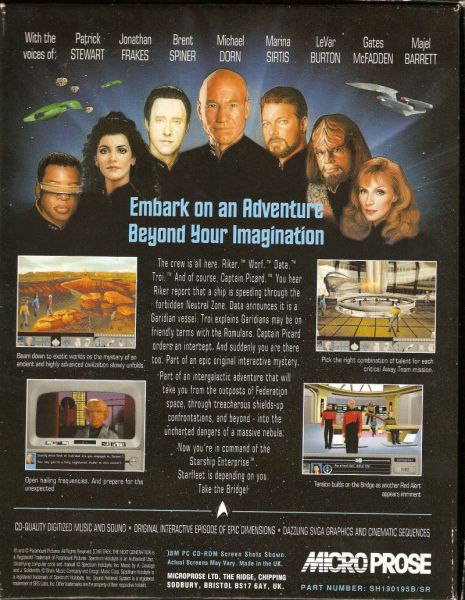 With the voices of:
Patrick STEWART
Jonathan FRAKES
Brent SPINER
Michael DORN
Marina SIRTIS
LeVar BURTON
Gates McFADDEN
Majel BARRETT
Embark on an Adventure
Beyond Your Imagination
The crew is all here. Riker.™ Worf.™ Data.™
Troi.™ And of course, Captain Picard.™ You hear
Riker report that a ship is speeding through the
forbidden Neutral Zone. Data announces it is a
Garidian vessel. Troi explains Garidians may be on
friendly terms with the Romulans. Captain Picard
orders an intercept. And suddenly you are there
too. Part of an epic original interactive mystery.
Part of an intergalactic adventure that will
take you from the outposts of Federation
space, through treacherous shields-up
confrontations, and beyond - into the
uncharted dangers of a massive nebula.
Now you're in command of the
Starship Enterprise™
Starfleet is depending on you.
Take the Bridge!
Beam down to exotic worlds as the mystery of an
ancient and highly advanced civilization slowly unfolds.
Open hailing frequencies. And prepare for the
unexpected.
Pick the right combination of talent for each
critical Away Team mission.
Tension builds on the Bridge as another Red Alert
appears imminent
CD-QUALITY DIGITIZED MUSIC AND SOUND • ORIGINAL INTERACTIVE EPISODE OF EPIC DIMENSIONS • DAZZLING SVGA GRAPHICS AND CINEMATIC SEQUENCES
IBM PC CD-ROM Screen Shots Shown.
Actual Screens May Vary. Made in the U.K.
MICROPROSE LTD, THE RIDGE, CHIPPING
SODBURY, BRISTOL BS17 6AY, UK.
MICROPROSE
PART NUMBER: SH190195B/SR